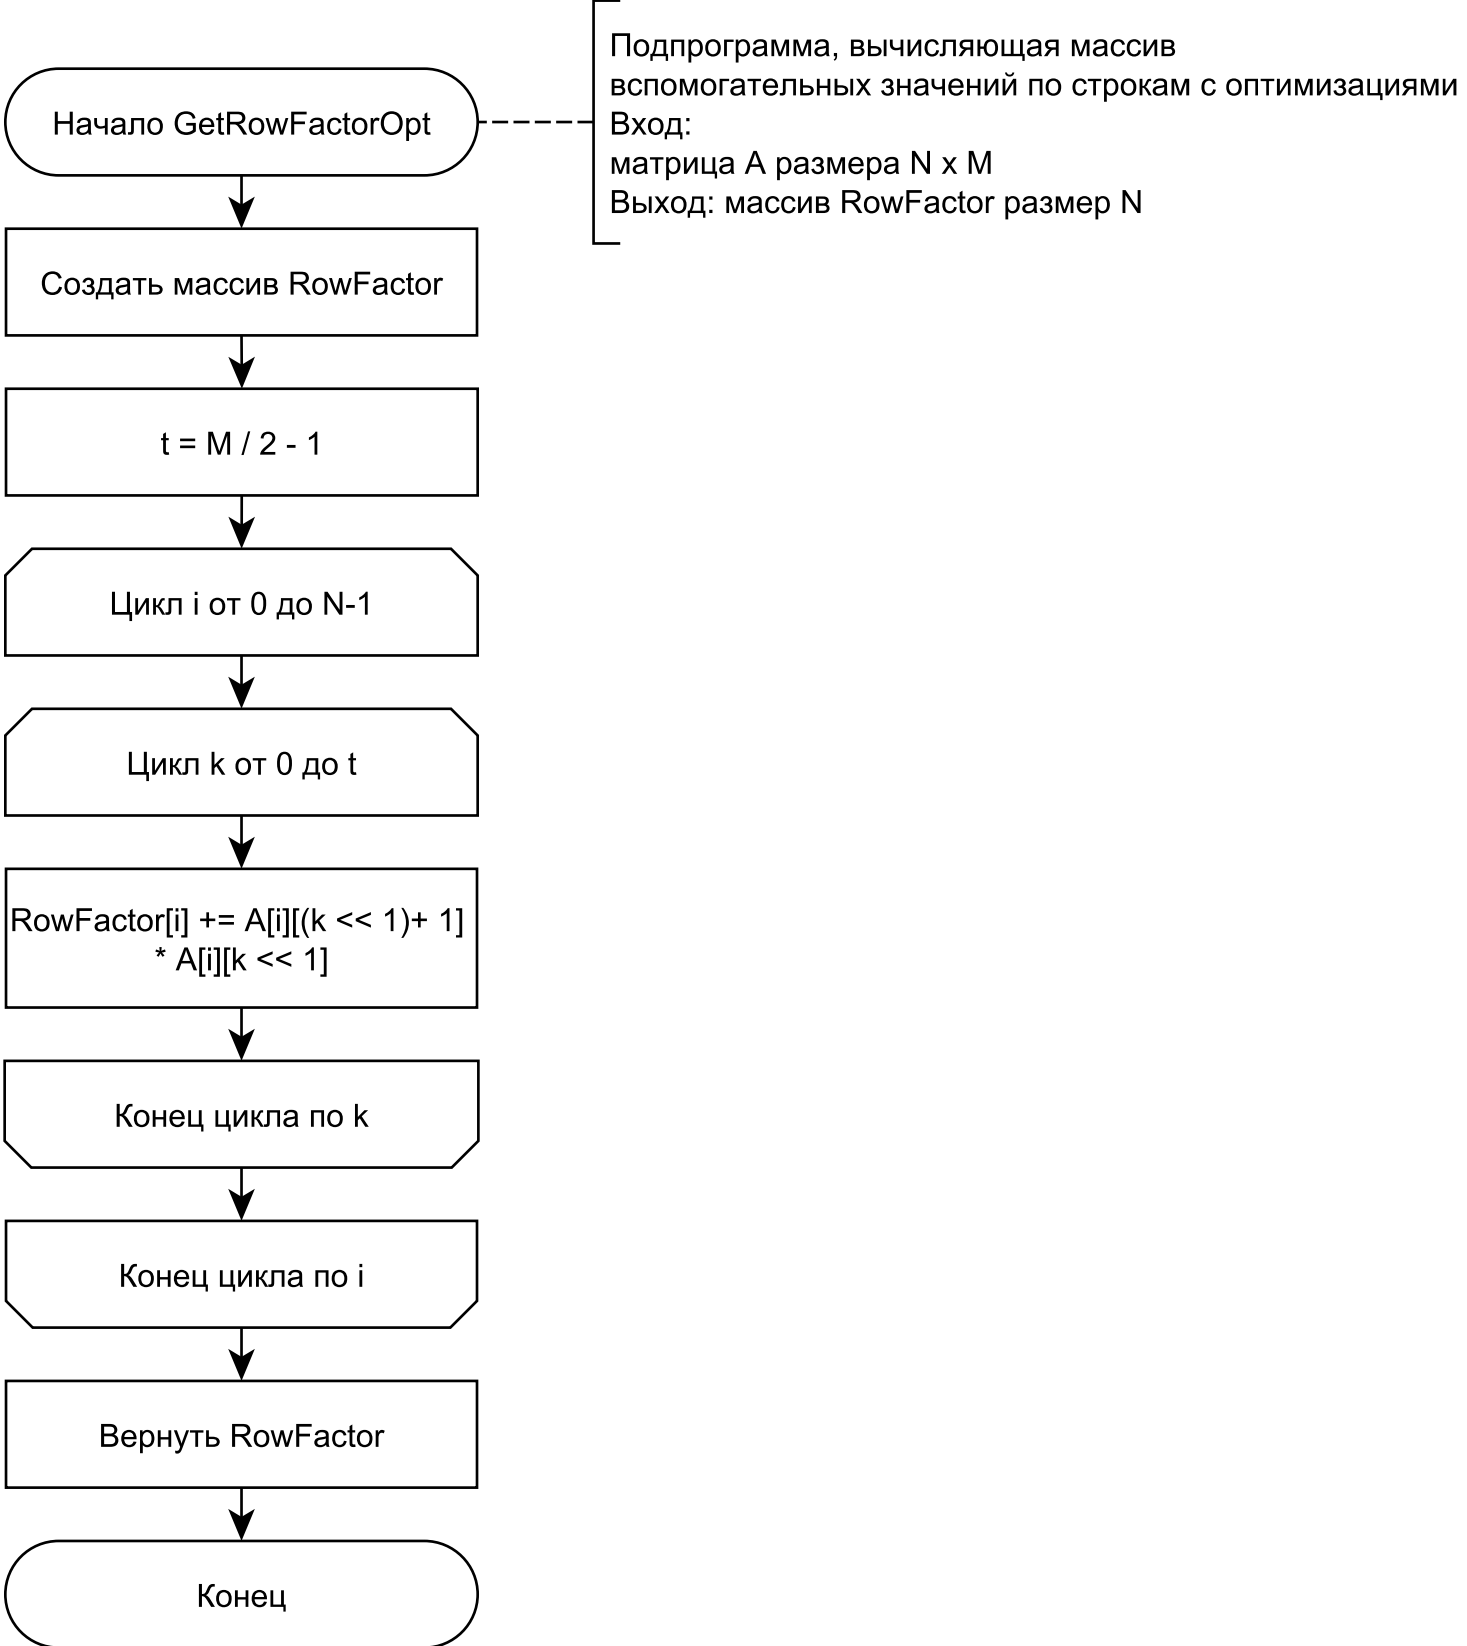 Начало GetRowFactorOpt
Подпрограмма, вычисляющая массив
вспомогательных значений по строкам с оптимизациями
Вход:
матрица A размера N x M
Выход: массив RowFactor размер N
Создать массив RowFactor
t = M / 2 - 1
Цикл i от 0 до N-1
Цикл k от 0 до t
RowFactor[i] += A[i][(k << 1)+ 1]
* A[i][k << 1]
Конец цикла по k
Конец цикла по i
Вернуть RowFactor
Конец